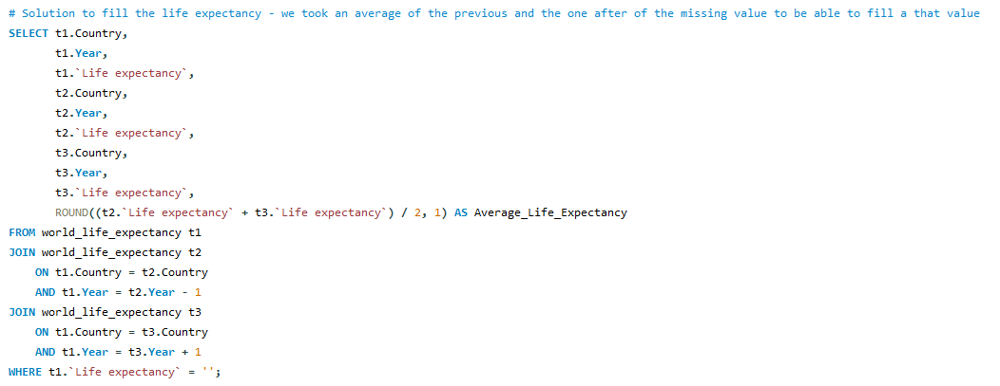 # Solution to fill the life expectancy - we took an average of the previous and the one after of the missing value to be able to fill a that value
SELECT t1.Country,
t1.Year,
t1.`Life expectancy`,
t2.Country,
t2.Year,
t2.`Life expectancy`,
t3.Country,
t3.Year,
t3.`Life expectancy`,
ROUND((t2.`Life expectancy` + t3.`Life expectancy`) / 2, 1) AS Average_Life_Expectancy
FROM world_life_expectancy t1
JOIN world_life_expectancy t2
ON t1.Country = t2.Country
AND t1.Year = t2.Year - 1
JOIN world_life_expectancy t3
ON t1.Country = t3.Country
AND t1.Year = t3.Year + 1
WHERE t1.`Life expectancy` = '';